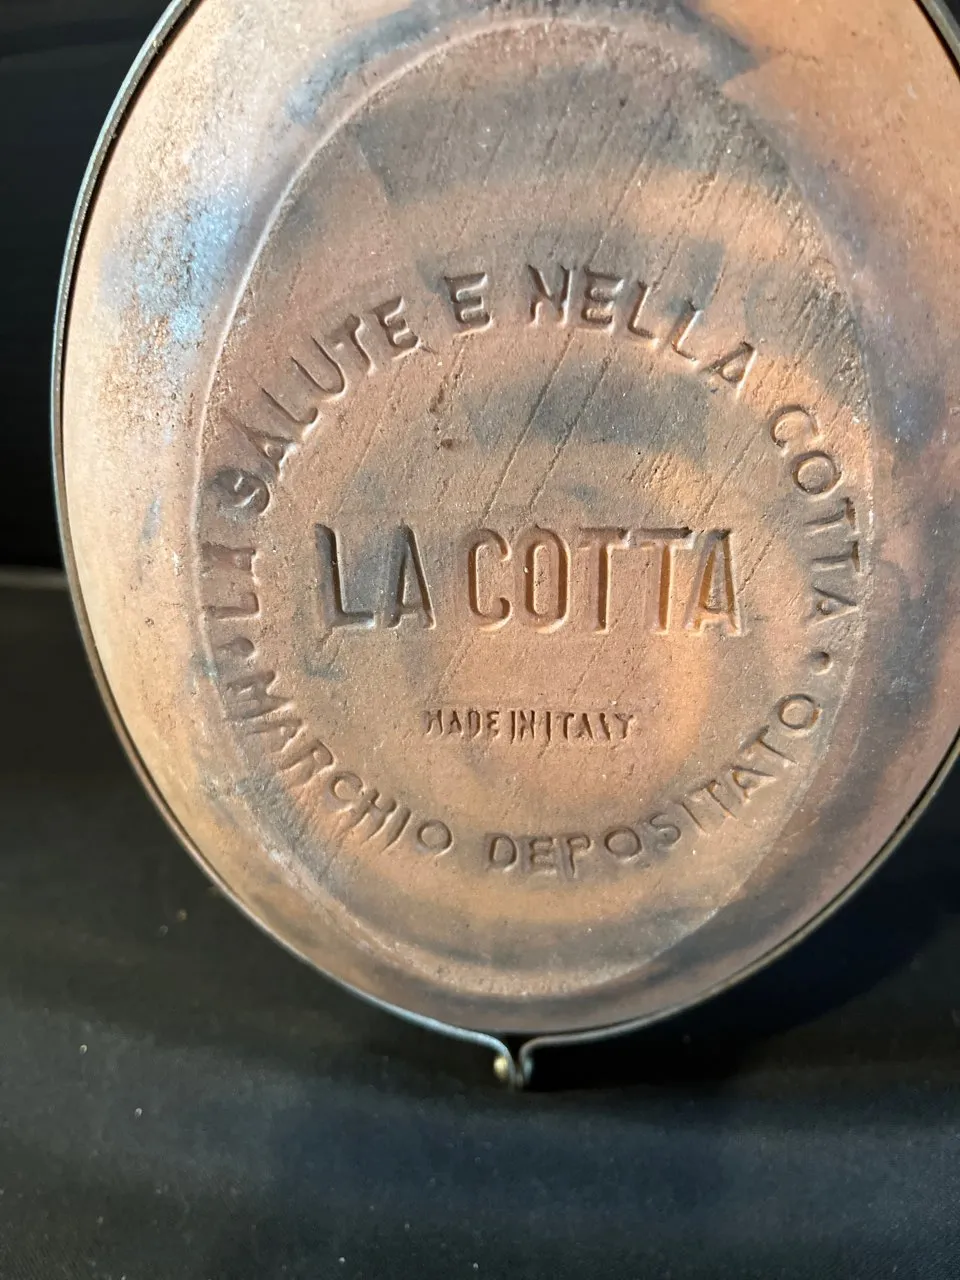 LA SALUTE E NELLA COTTA
LA COTTA
MADE IN ITALY
MARCHIO DEPOSITATO